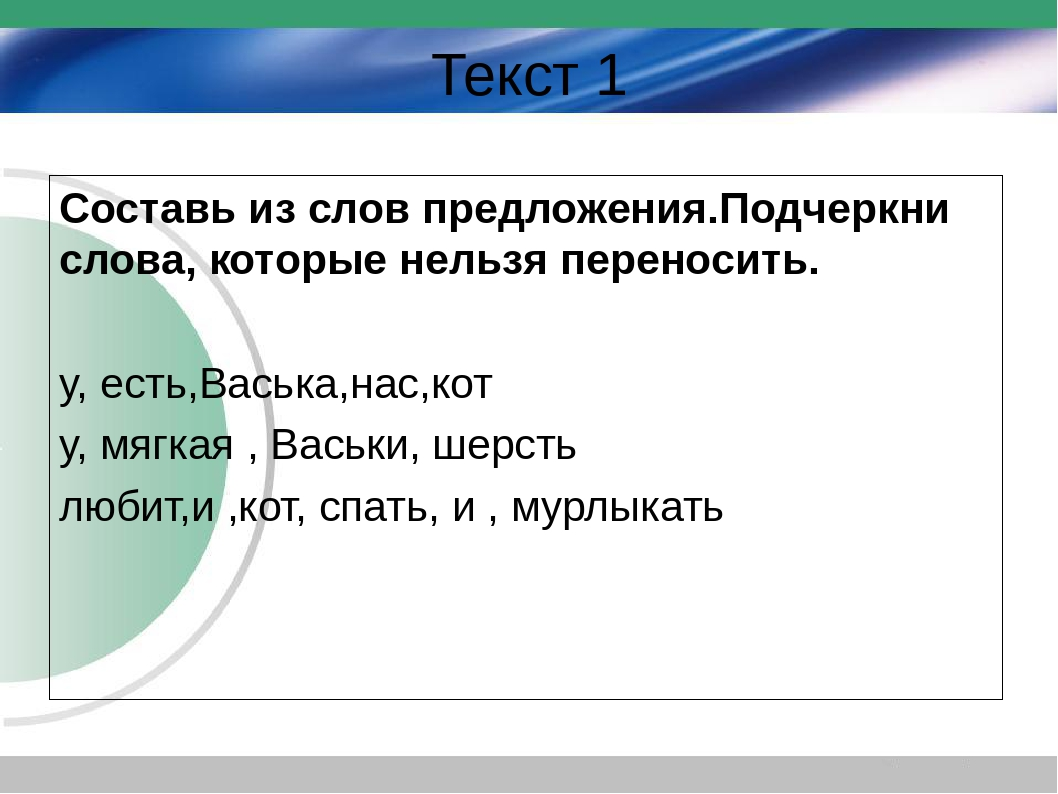 Текст 1
Составь из слов предложения.Подчеркни
слова, которые нельзя переносить.
у, есть,Васька,нас,кот
у, мягкая , Васьки, шерсть
любит,и ,кот, спать, и , мурлыкать